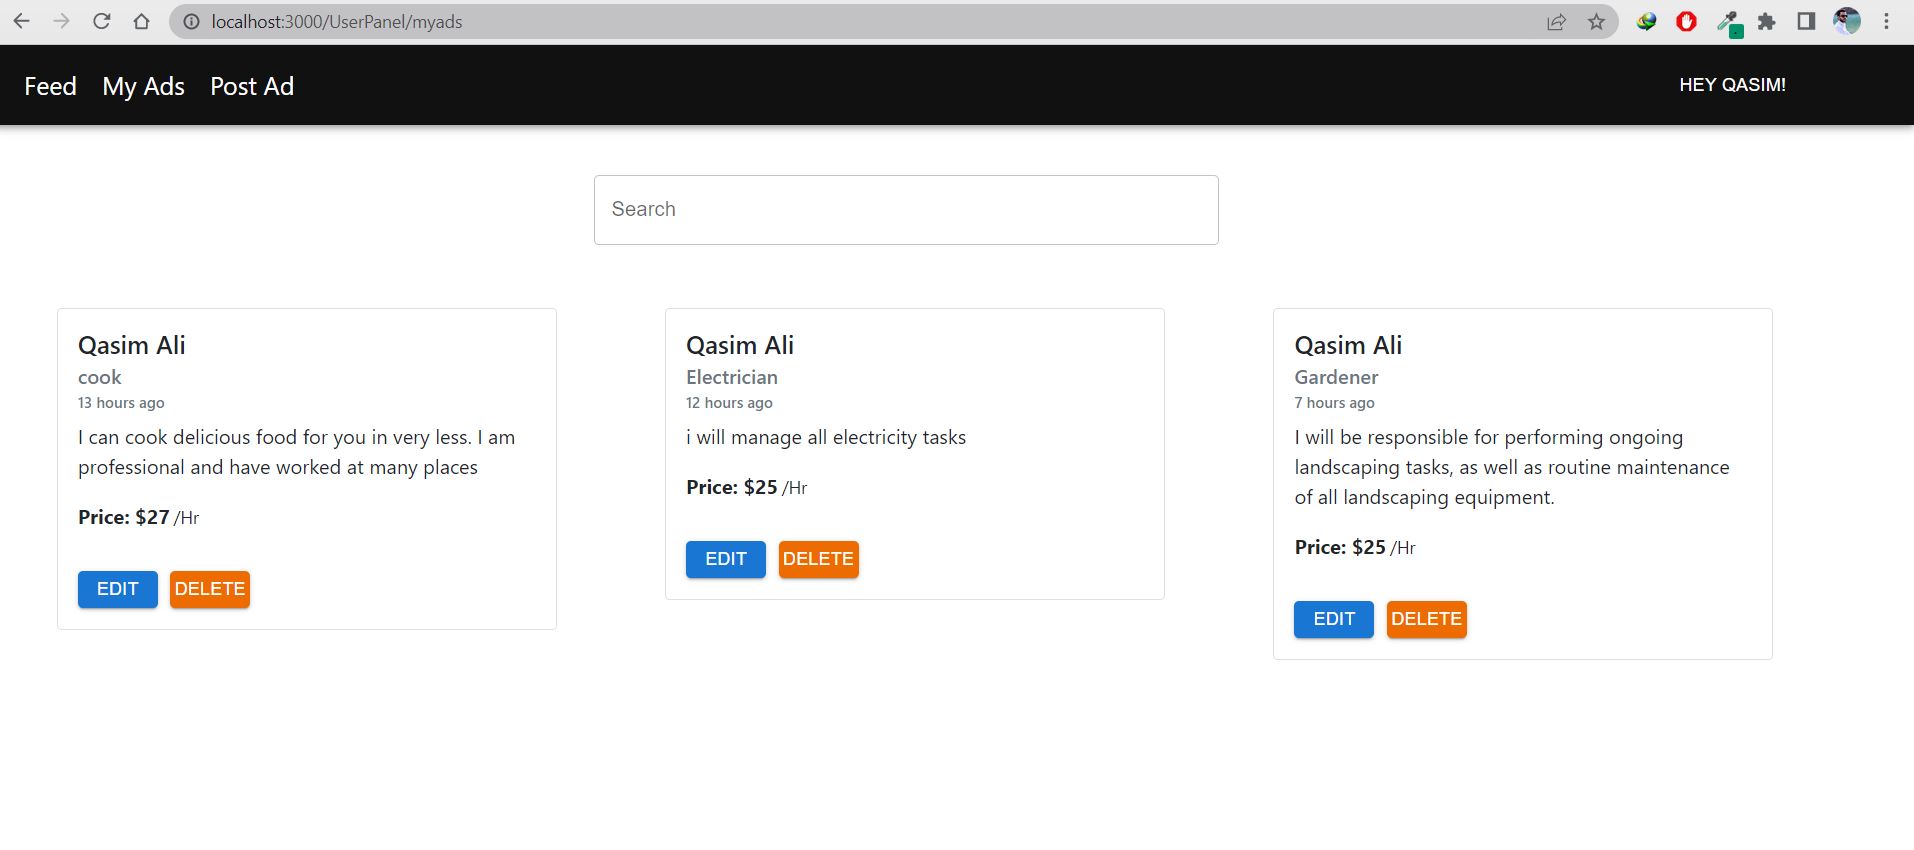 localhost:3000/UserPanel/myads
Feed My Ads Post Ad HEY QASIM!
Search
Qasim Ali
cook
13 hours ago
I can cook delicious food for you in very less. I am
professional and have worked at many places
Price: $27 /Hr
EDIT DELETE
Qasim Ali
Electrician
12 hours ago
i will manage all electricity tasks
Price: $25 /Hr
EDIT DELETE
Qasim Ali
Gardener
7 hours ago
I will be responsible for performing ongoing
landscaping tasks, as well as routine maintenance
of all landscaping equipment.
Price: $25 /Hr
EDIT DELETE